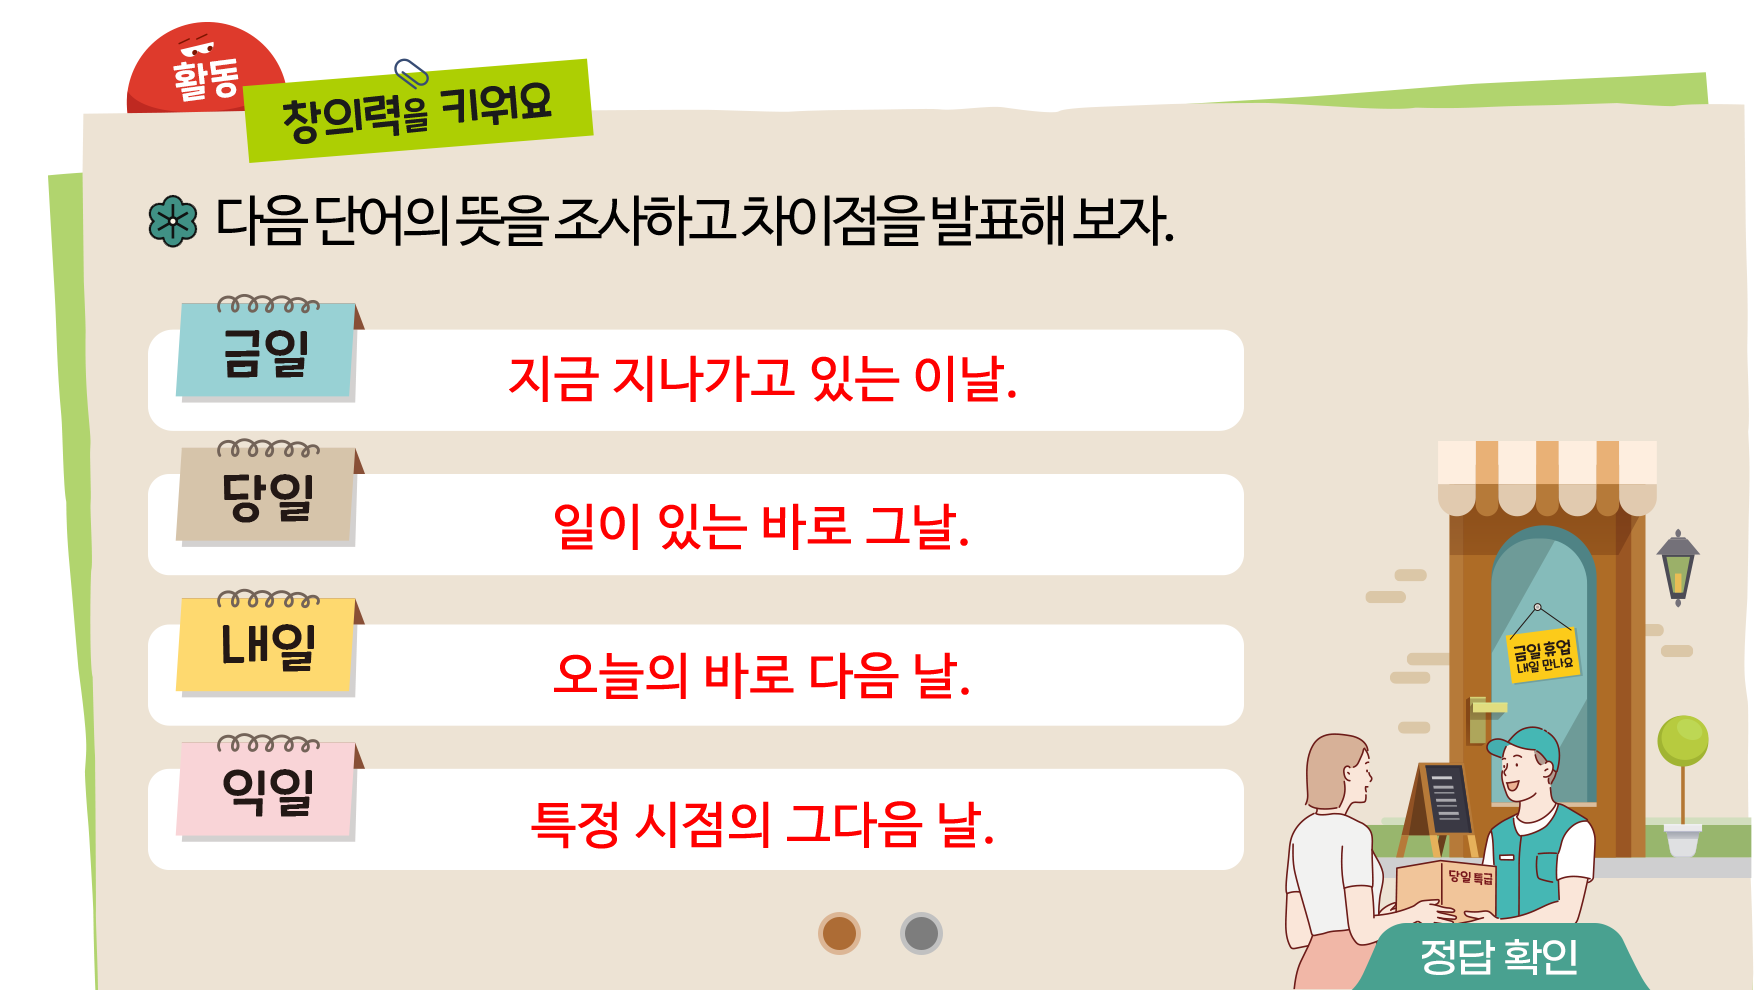 활동
창의력을 키워요
다음 단어의 뜻을 조사하고 차이점을 발표해 보자.
금일
지금 지나가고 있는 이날.
당일
일이 있는 바로 그날.
내일
오늘의 바로 다음 날.
익일
특정 시점의 그다음 날.
금일 휴업
내일 만나요
당일 특급
정답 확인